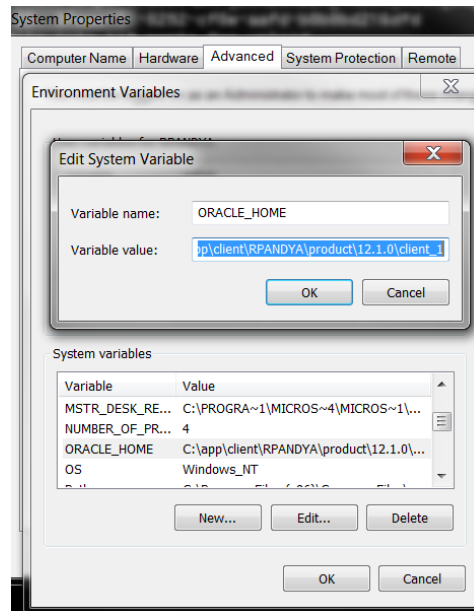 System Properties
Computer Name Hardware Advanced System Protection Remote
Environment Variables
Edit System Variable
Variable name: ORACLE_HOME
Variable value: pp\client\RPANDYA\product\12.1.0\client_1
OK Cancel
System variables
Variable Value
MSTR_DESK_RE... C:\PROGRA~1\MICROS~4\MICROS~1\...
NUMBER_OF_PR... 4
ORACLE_HOME C:\app\client\RPANDYA\product\12.1.0\...
OS Windows_NT
New... Edit... Delete
OK Cancel